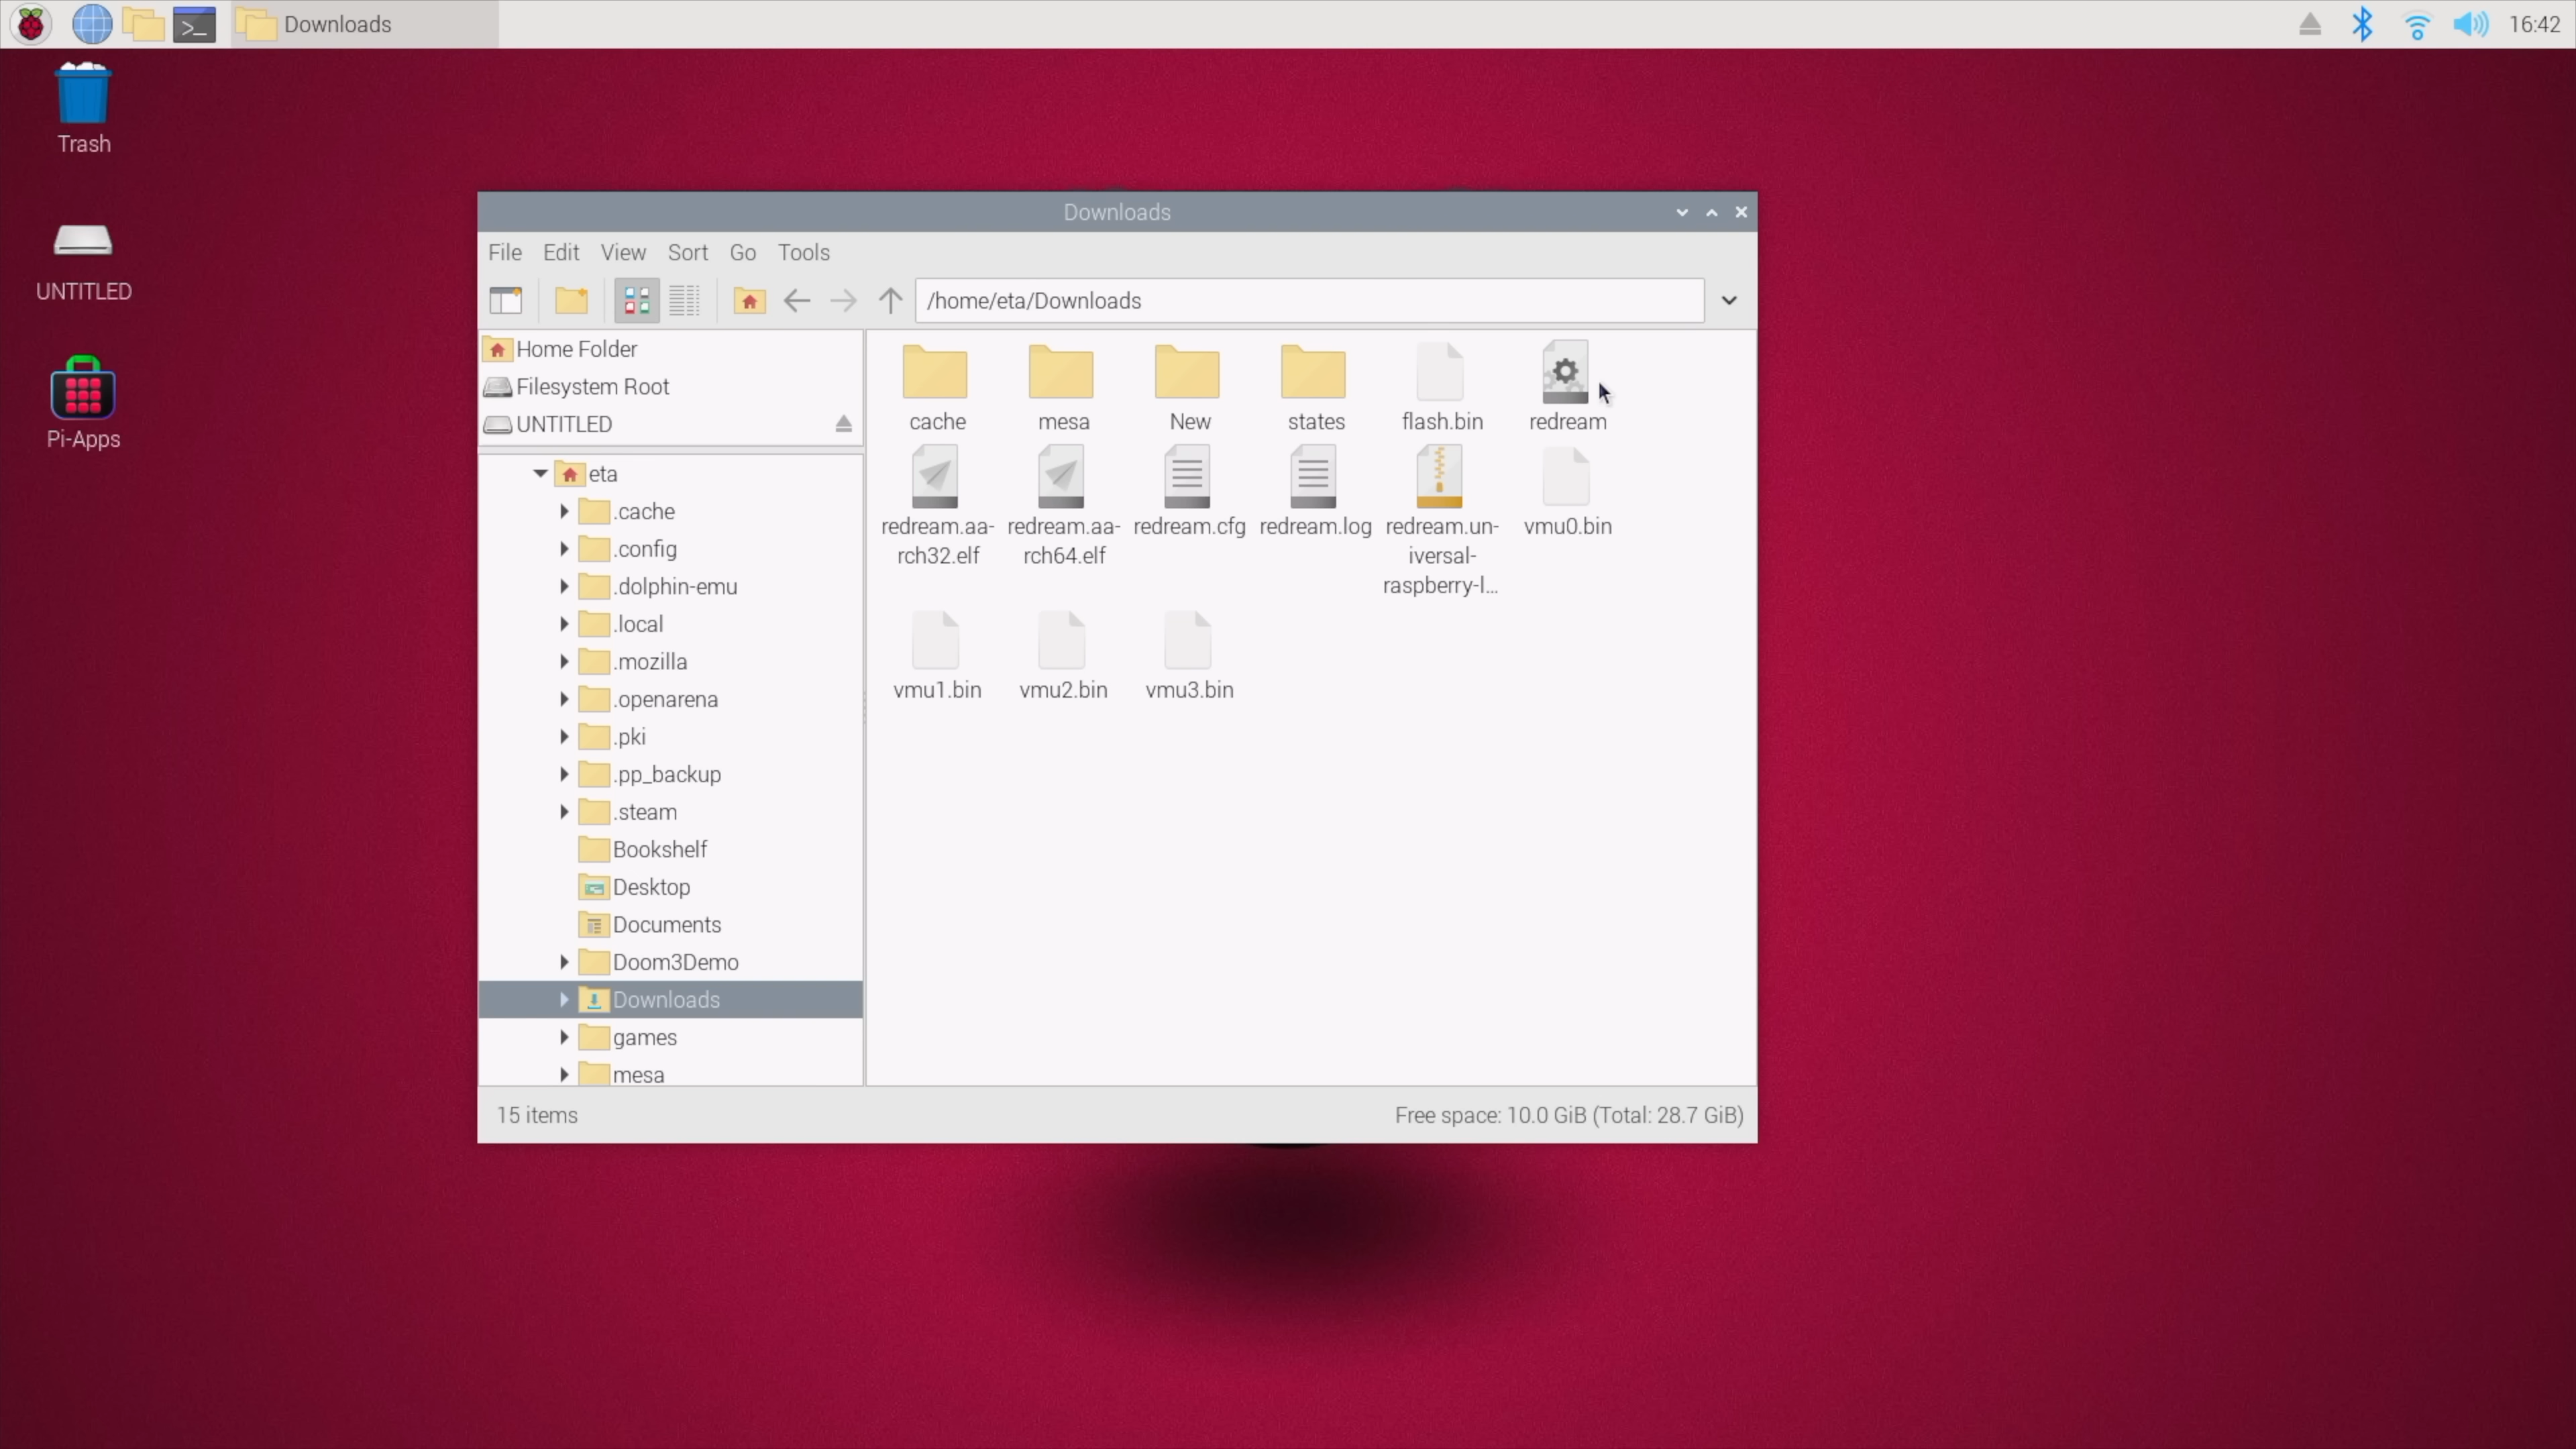 Downloads
16:42
Trash
UNTITLED
Pi-Apps
Downloads
File Edit View Sort Go Tools
/home/eta/Downloads
Home Folder
Filesystem Root
UNTITLED
eta
.cache
.config
.dolphin-emu
.local
.mozilla
.openarena
.pki
.pp_backup
.steam
Bookshelf
Desktop
Documents
Doom3Demo
Downloads
games
mesa
cache
mesa
New
states
flash.bin
redream
redream.aa-
rch32.elf
redream.aa-
rch64.elf
redream.cfg
redream.log
redream.un-
iversal-
raspberry-l...
vmu0.bin
vmu1.bin
vmu2.bin
vmu3.bin
15 items
Free space: 10.0 GiB (Total: 28.7 GiB)